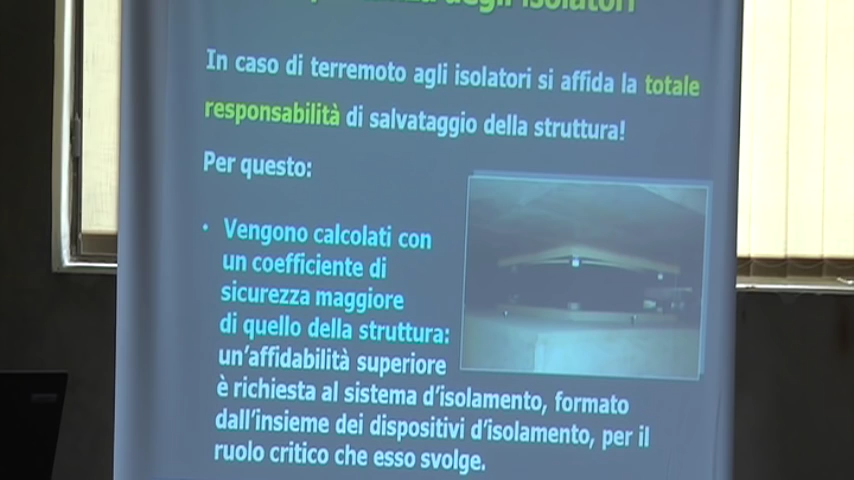 degli isolatori
In caso di terremoto agli isolatori si affida la totale
responsabilità di salvataggio della struttura!
Per questo:
• Vengono calcolati con
un coefficiente di
sicurezza maggiore
di quello della struttura:
un'affidabilità superiore
è richiesta al sistema d'isolamento, formato
dall'insieme dei dispositivi d'isolamento, per il
ruolo critico che esso svolge.